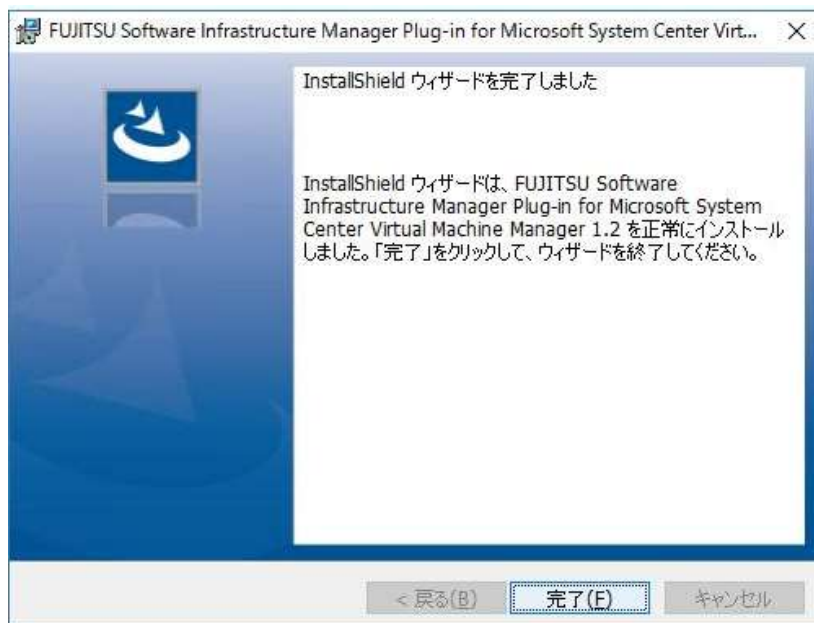 FUJITSU Software Infrastructure Manager Plug-in for Microsoft System Center Virt...
InstallShield ウィザードを完了しました
InstallShield ウィザードは、FUJITSU Software
Infrastructure Manager Plug-in for Microsoft System
Center Virtual Machine Manager 1.2 を正常にインストール
しました。「完了」をクリックして、ウィザードを終了してください。
< 戻る(B)
完了(F)
キャンセル